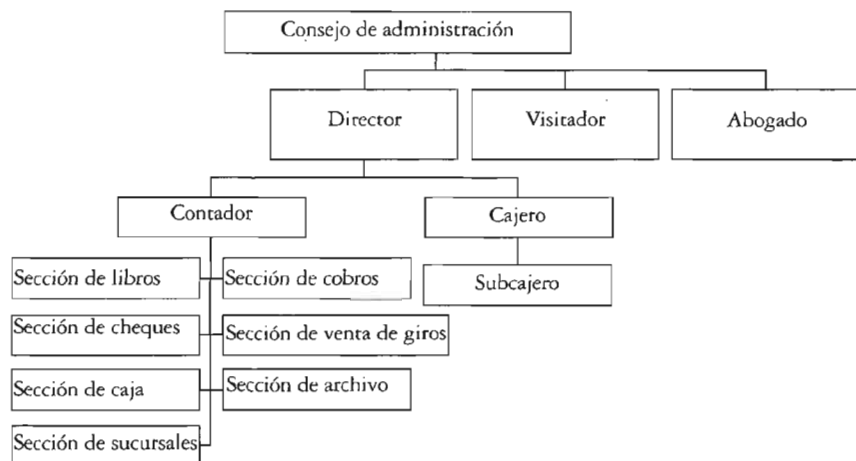 Consejo de administración
Director
Visitador
Abogado
Contador
Cajero
Sección de libros
Sección de cobros
Subcajero
Sección de cheques
Sección de venta de giros
Sección de caja
Sección de archivo
Sección de sucursales